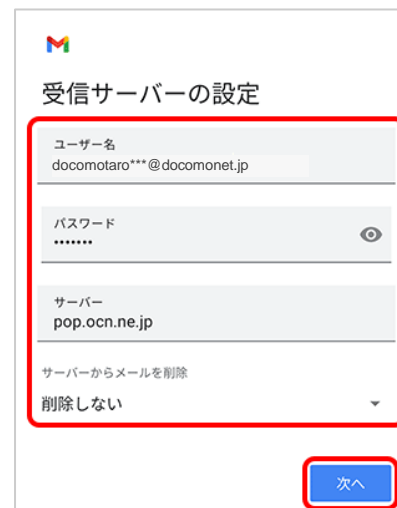 受信サーバーの設定
ユーザー名
docomotaro***@docomonet.jp
パスワード
•••••••
サーバー
pop.ocn.ne.jp
サーバーからメールを削除
削除しない
次へ